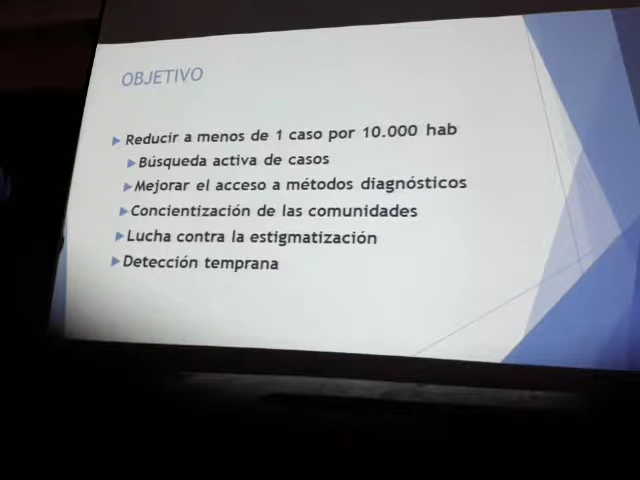 OBJETIVO
Reducir a menos de 1 caso por 10.000 hab
Búsqueda activa de casos
Mejorar el acceso a métodos diagnósticos
Concientización de las comunidades
Lucha contra la estigmatización
Detección temprana